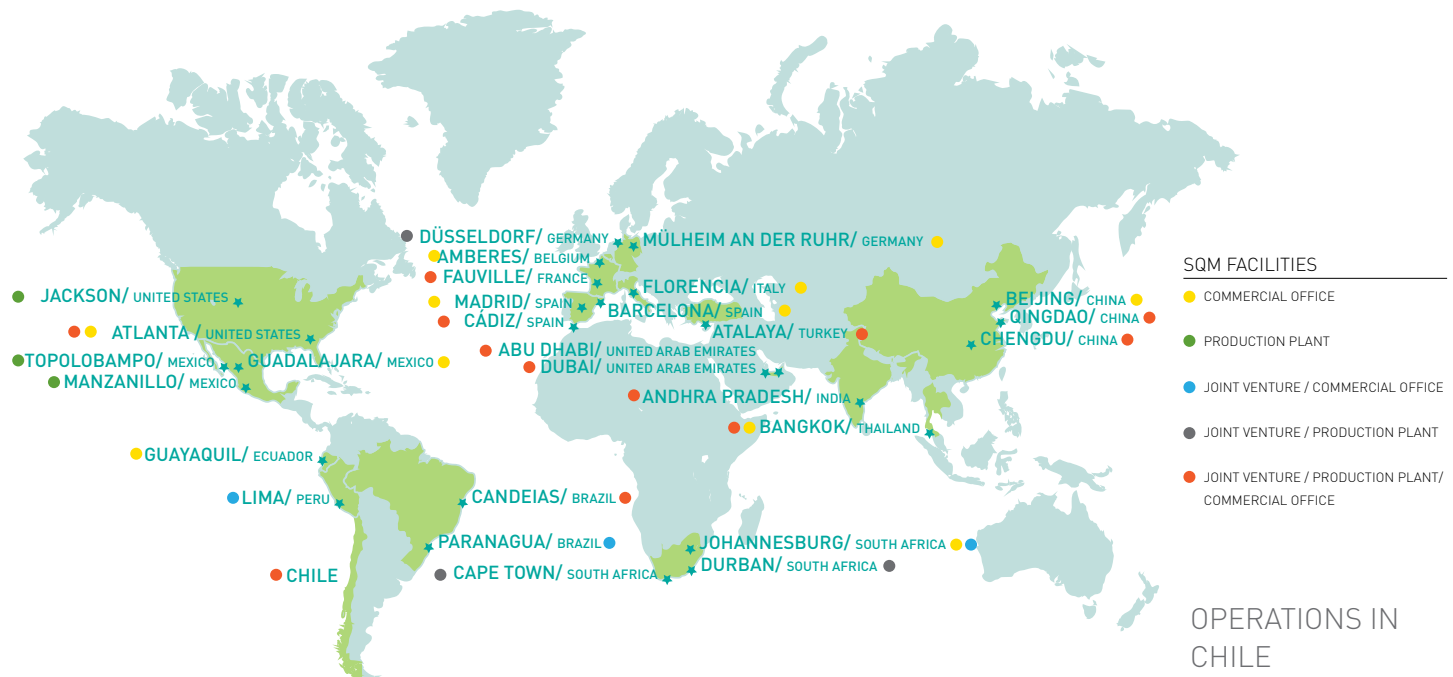 DÜSSELDORF/ GERMANY
MÜLHEIM AN DER RUHR/ GERMANY
AMBERES/ BELGIUM
FAUVILLE/ FRANCE
FLORENCIA/ ITALY
MADRID/ SPAIN
BARCELONA/ SPAIN
CÁDIZ/ SPAIN
ATALAYA/ TURKEY
ABU DHABI/ UNITED ARAB EMIRATES
DUBAI/ UNITED ARAB EMIRATES
ANDHRA PRADESH/ INDIA
BANGKOK/ THAILAND
BEIJING/ CHINA
QINGDAO/ CHINA
CHENGDU/ CHINA
JACKSON/ UNITED STATES
ATLANTA / UNITED STATES
TOPOLOBAMPO/ MEXICO
GUADALAJARA/ MEXICO
MANZANILLO/ MEXICO
GUAYAQUIL/ ECUADOR
LIMA/ PERU
CANDEIAS/ BRAZIL
PARANAGUA/ BRAZIL
CHILE
JOHANNESBURG/ SOUTH AFRICA
CAPE TOWN/ SOUTH AFRICA
DURBAN/ SOUTH AFRICA
SQM FACILITIES
COMMERCIAL OFFICE
PRODUCTION PLANT
JOINT VENTURE / COMMERCIAL OFFICE
JOINT VENTURE / PRODUCTION PLANT
JOINT VENTURE / PRODUCTION PLANT/
COMMERCIAL OFFICE
OPERATIONS IN
CHILE